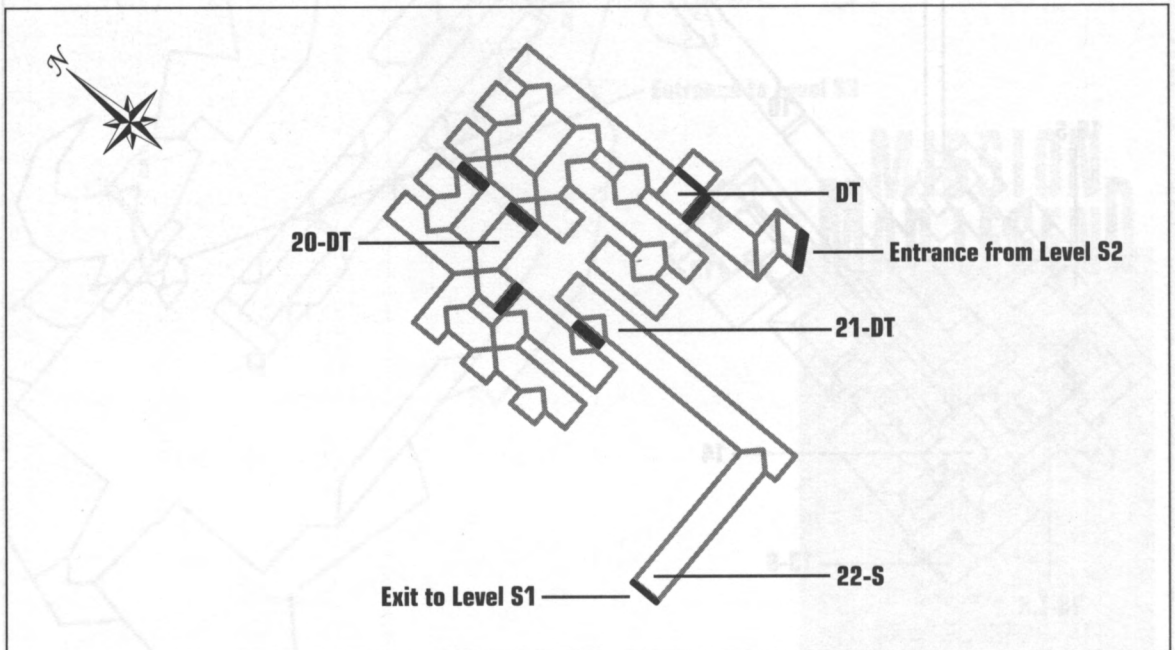 N
DT
20-DT
Entrance from Level S2
21-DT
22-S
Exit to Level S1